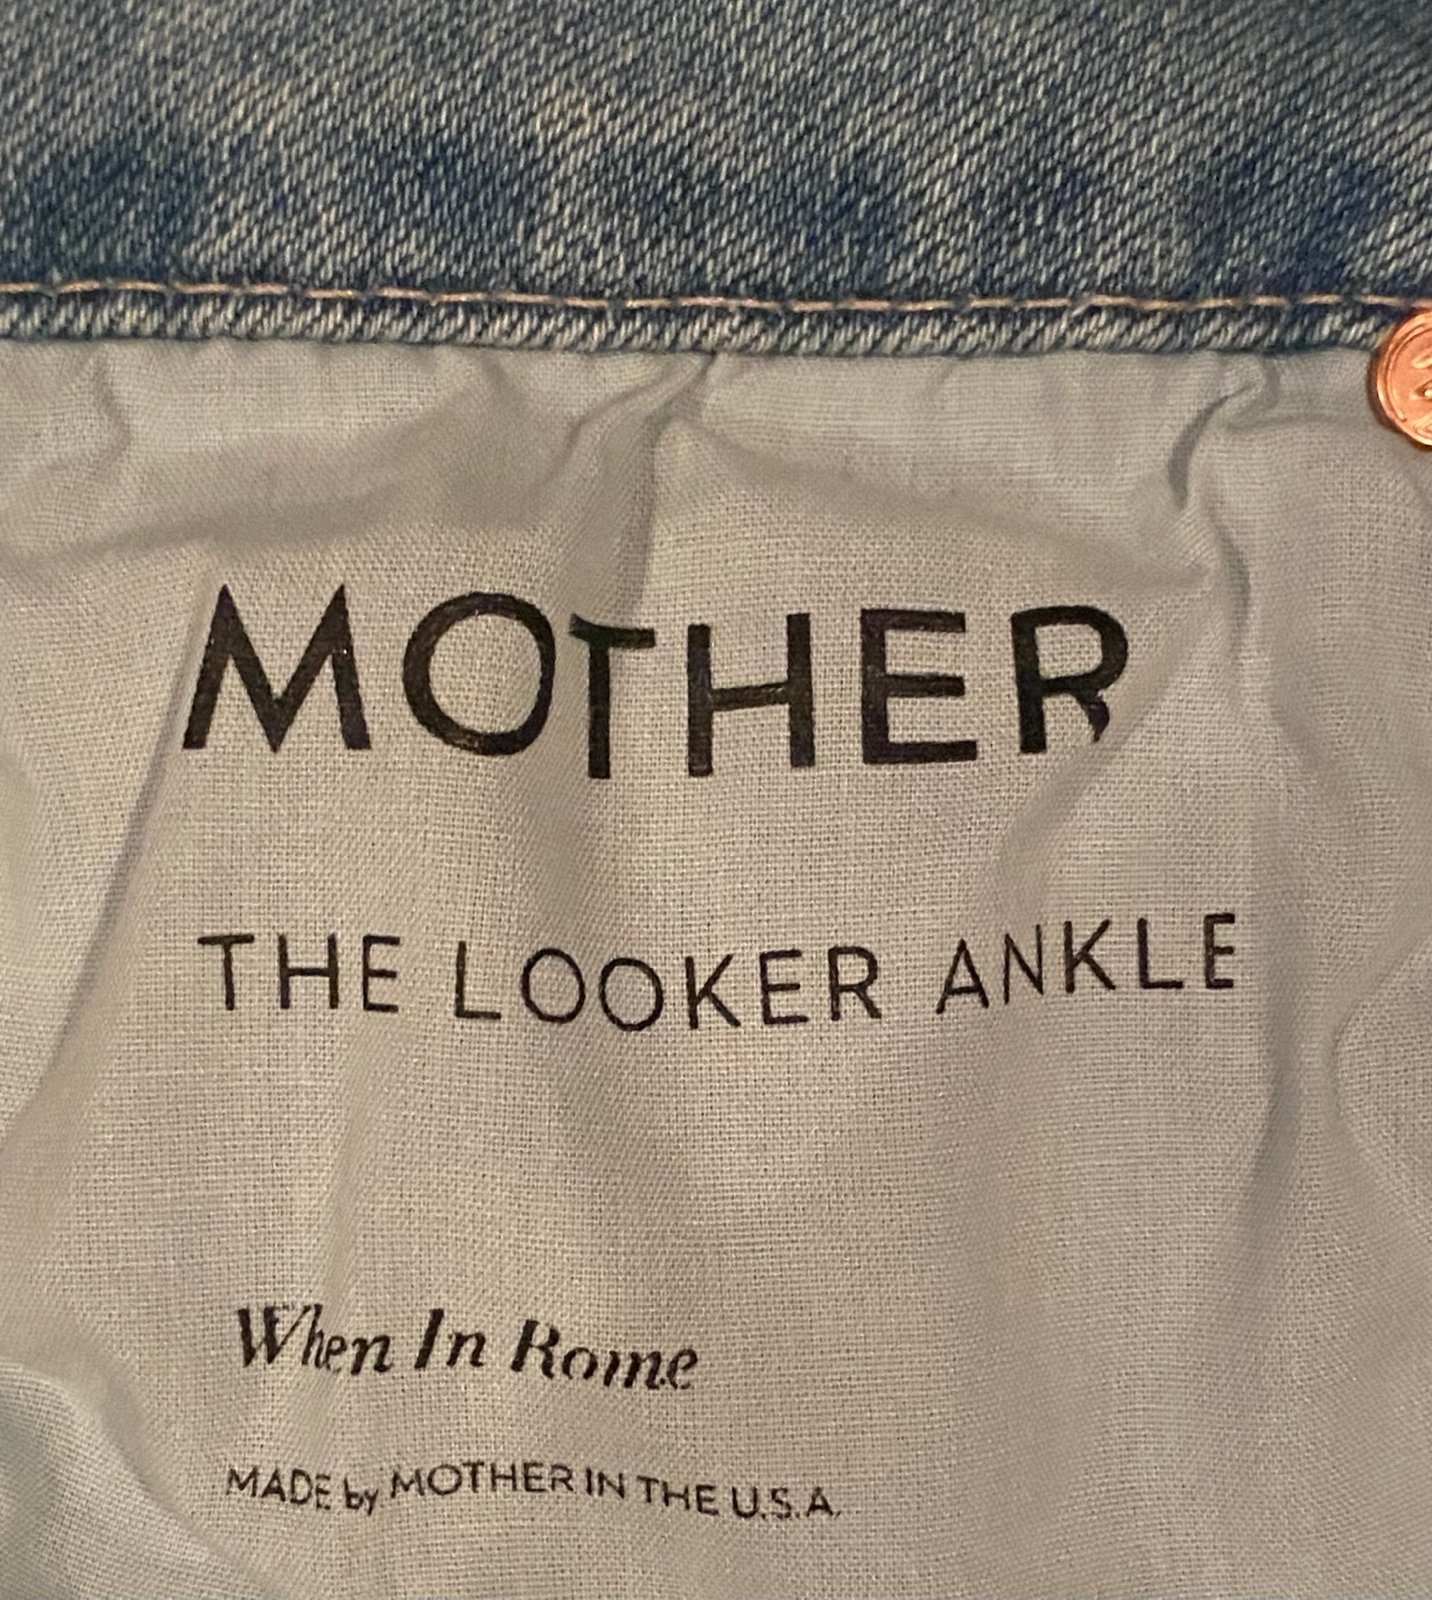 MOTHER
THE LOOKER ANKLE
When In Rome
MADE by MOTHER IN THE U.S.A.